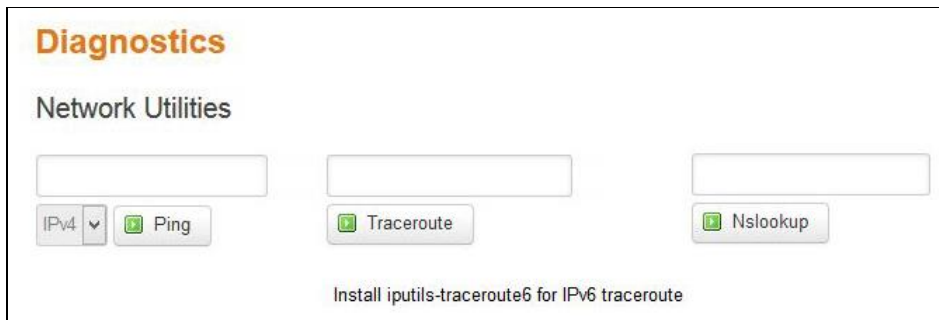 Diagnostics
Network Utilities
IPv4 Ping Traceroute Nslookup
Install iputils-traceroute6 for IPv6 traceroute